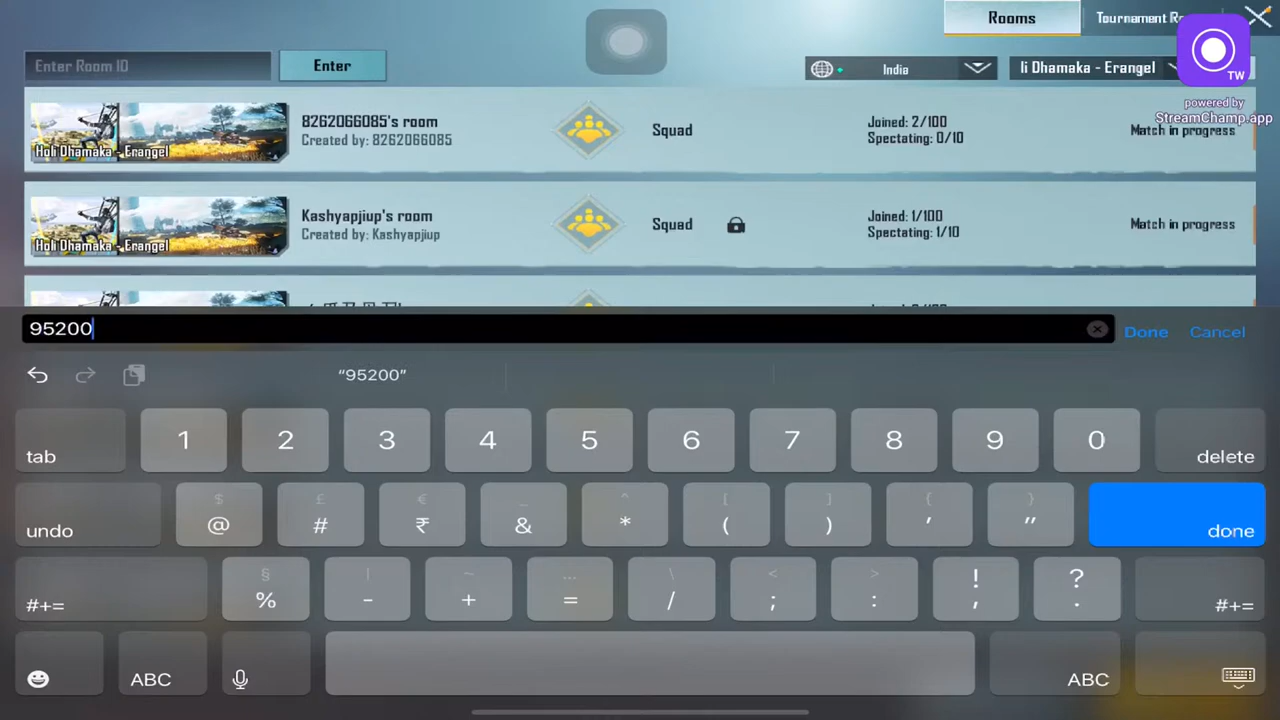 Rooms
Tournament R
TW
powered by
StreamChamp.app
Enter Room ID
Enter
India
li Dhamaka - Erangel
8262066085's room
Created by: 8262066085
Holi Dhamaka - Erangel
Squad
Joined: 2/100
Spectating: 0/10
Match in progress
Kashyapjiup's room
Created by: Kashyapjiup
Holi Dhamaka - Erangel
Squad
Joined: 1/100
Spectating: 1/10
Match in progress
95200
Done
Cancel
“95200”
tab
1 2 3 4 5 6 7 8 9 0
delete
undo
$ £ € _ ^ [ ] { }
@ # ₹ & * ( ) ' "
done
#+=
§ | ~ … \ < > ! ?
% - + = / ; : , .
#+=
ABC
ABC